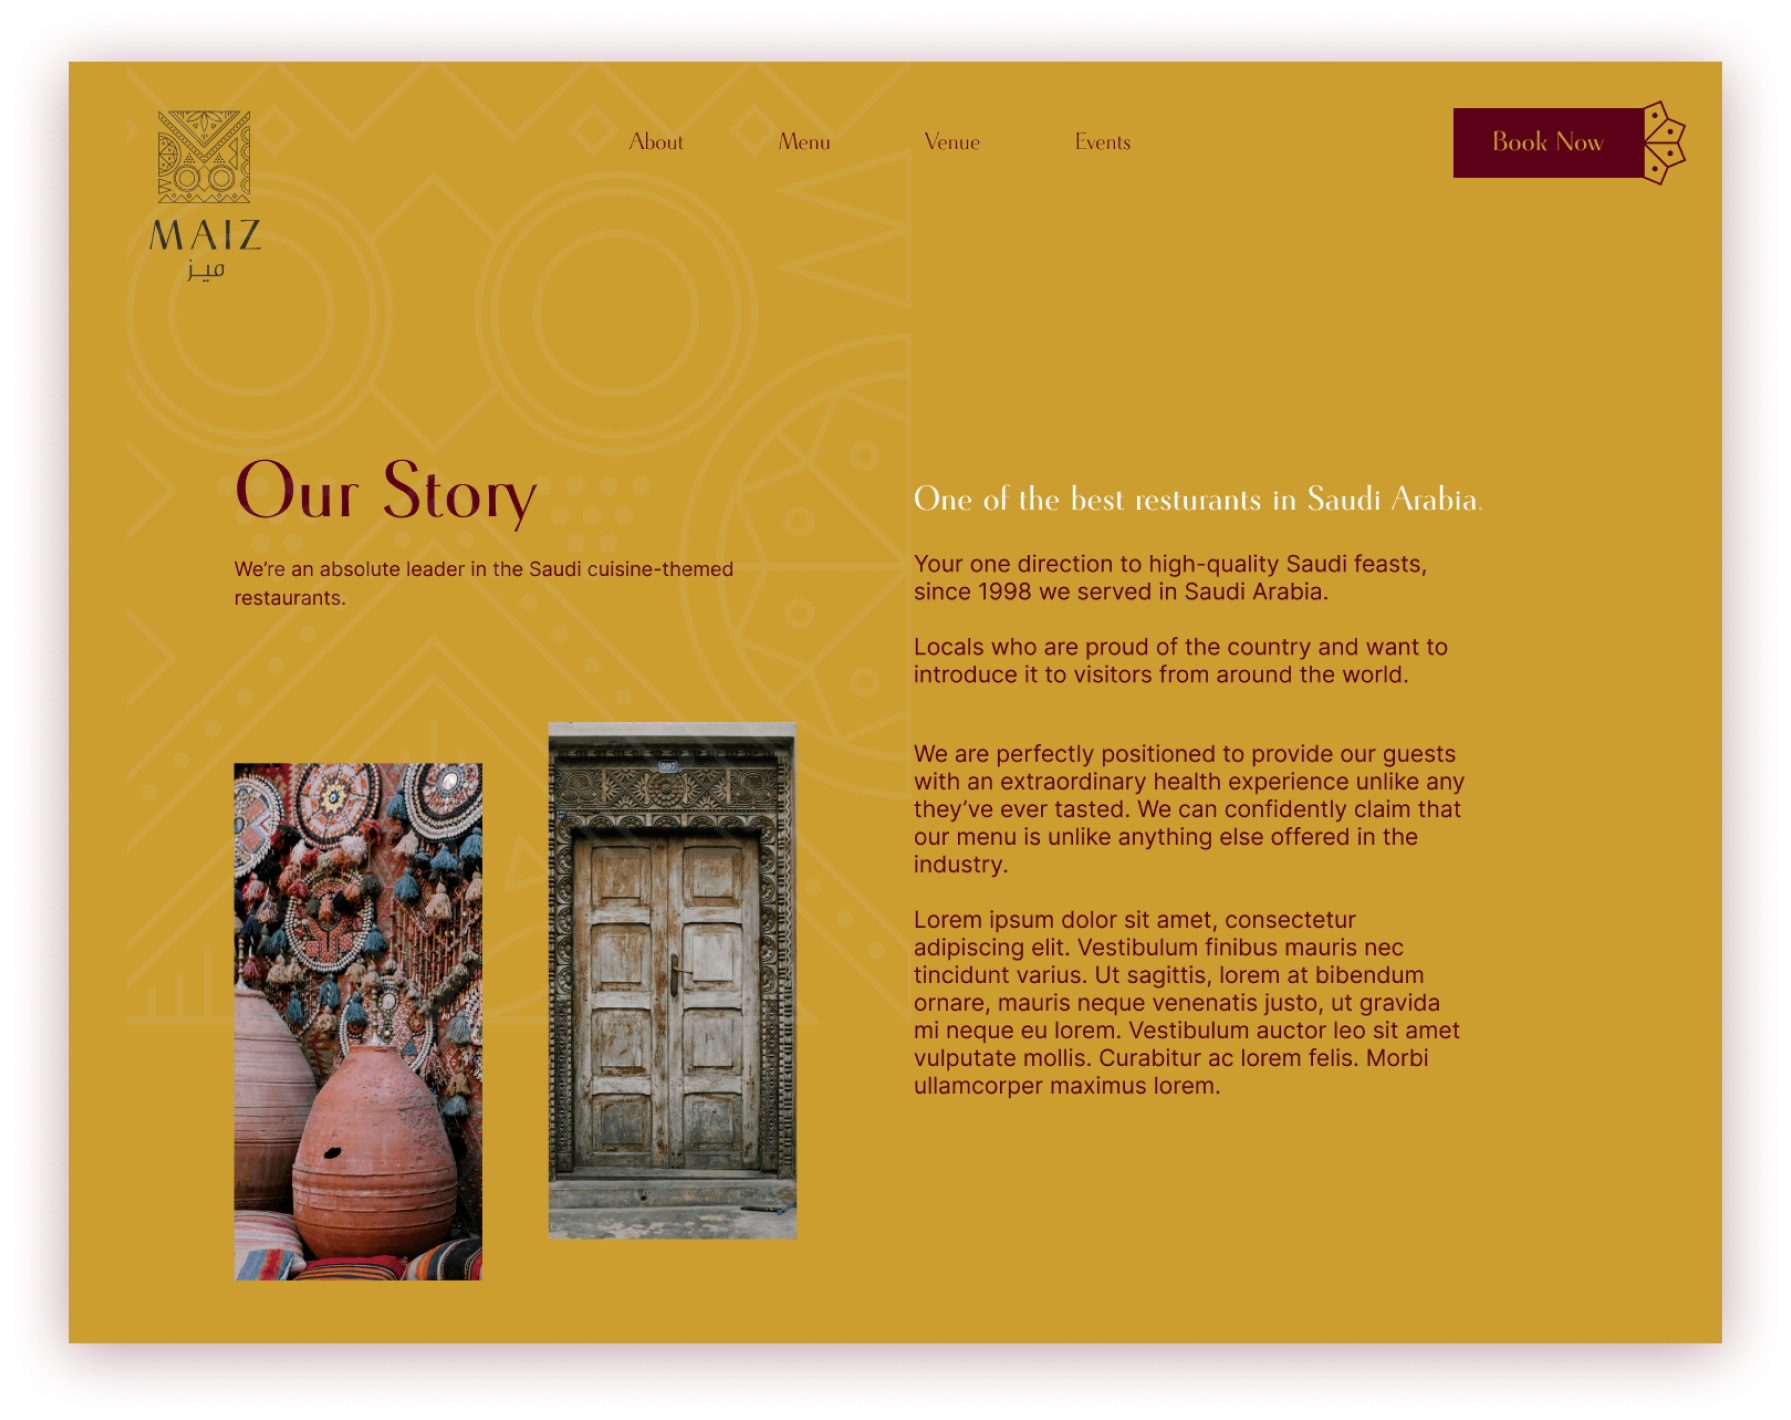 MAIZ
ميز
About
Menu
Venue
Events
Book Now
Our Story
We’re an absolute leader in the Saudi cuisine-themed
restaurants.
597
One of the best resturants in Saudi Arabia.
Your one direction to high-quality Saudi feasts,
since 1998 we served in Saudi Arabia.
Locals who are proud of the country and want to
introduce it to visitors from around the world.
We are perfectly positioned to provide our guests
with an extraordinary health experience unlike any
they’ve ever tasted. We can confidently claim that
our menu is unlike anything else offered in the
industry.
Lorem ipsum dolor sit amet, consectetur
adipiscing elit. Vestibulum finibus mauris nec
tincidunt varius. Ut sagittis, lorem at bibendum
ornare, mauris neque venenatis justo, ut gravida
mi neque eu lorem. Vestibulum auctor leo sit amet
vulputate mollis. Curabitur ac lorem felis. Morbi
ullamcorper maximus lorem.